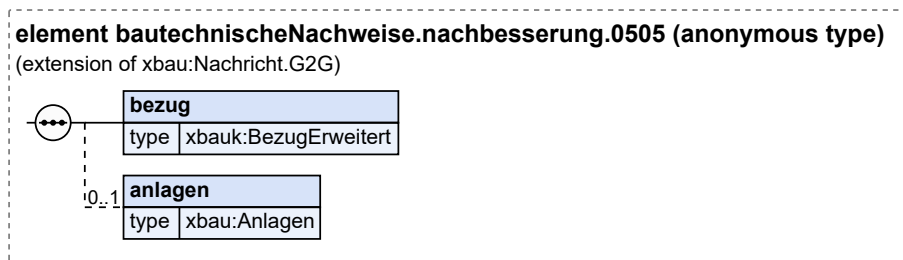 element bautechnischeNachweise.nachbesserung.0505 (anonymous type)
(extension of xbau:Nachricht.G2G)
bezug
type xbauk:BezugErweitert
0..1 anlagen
type xbau:Anlagen